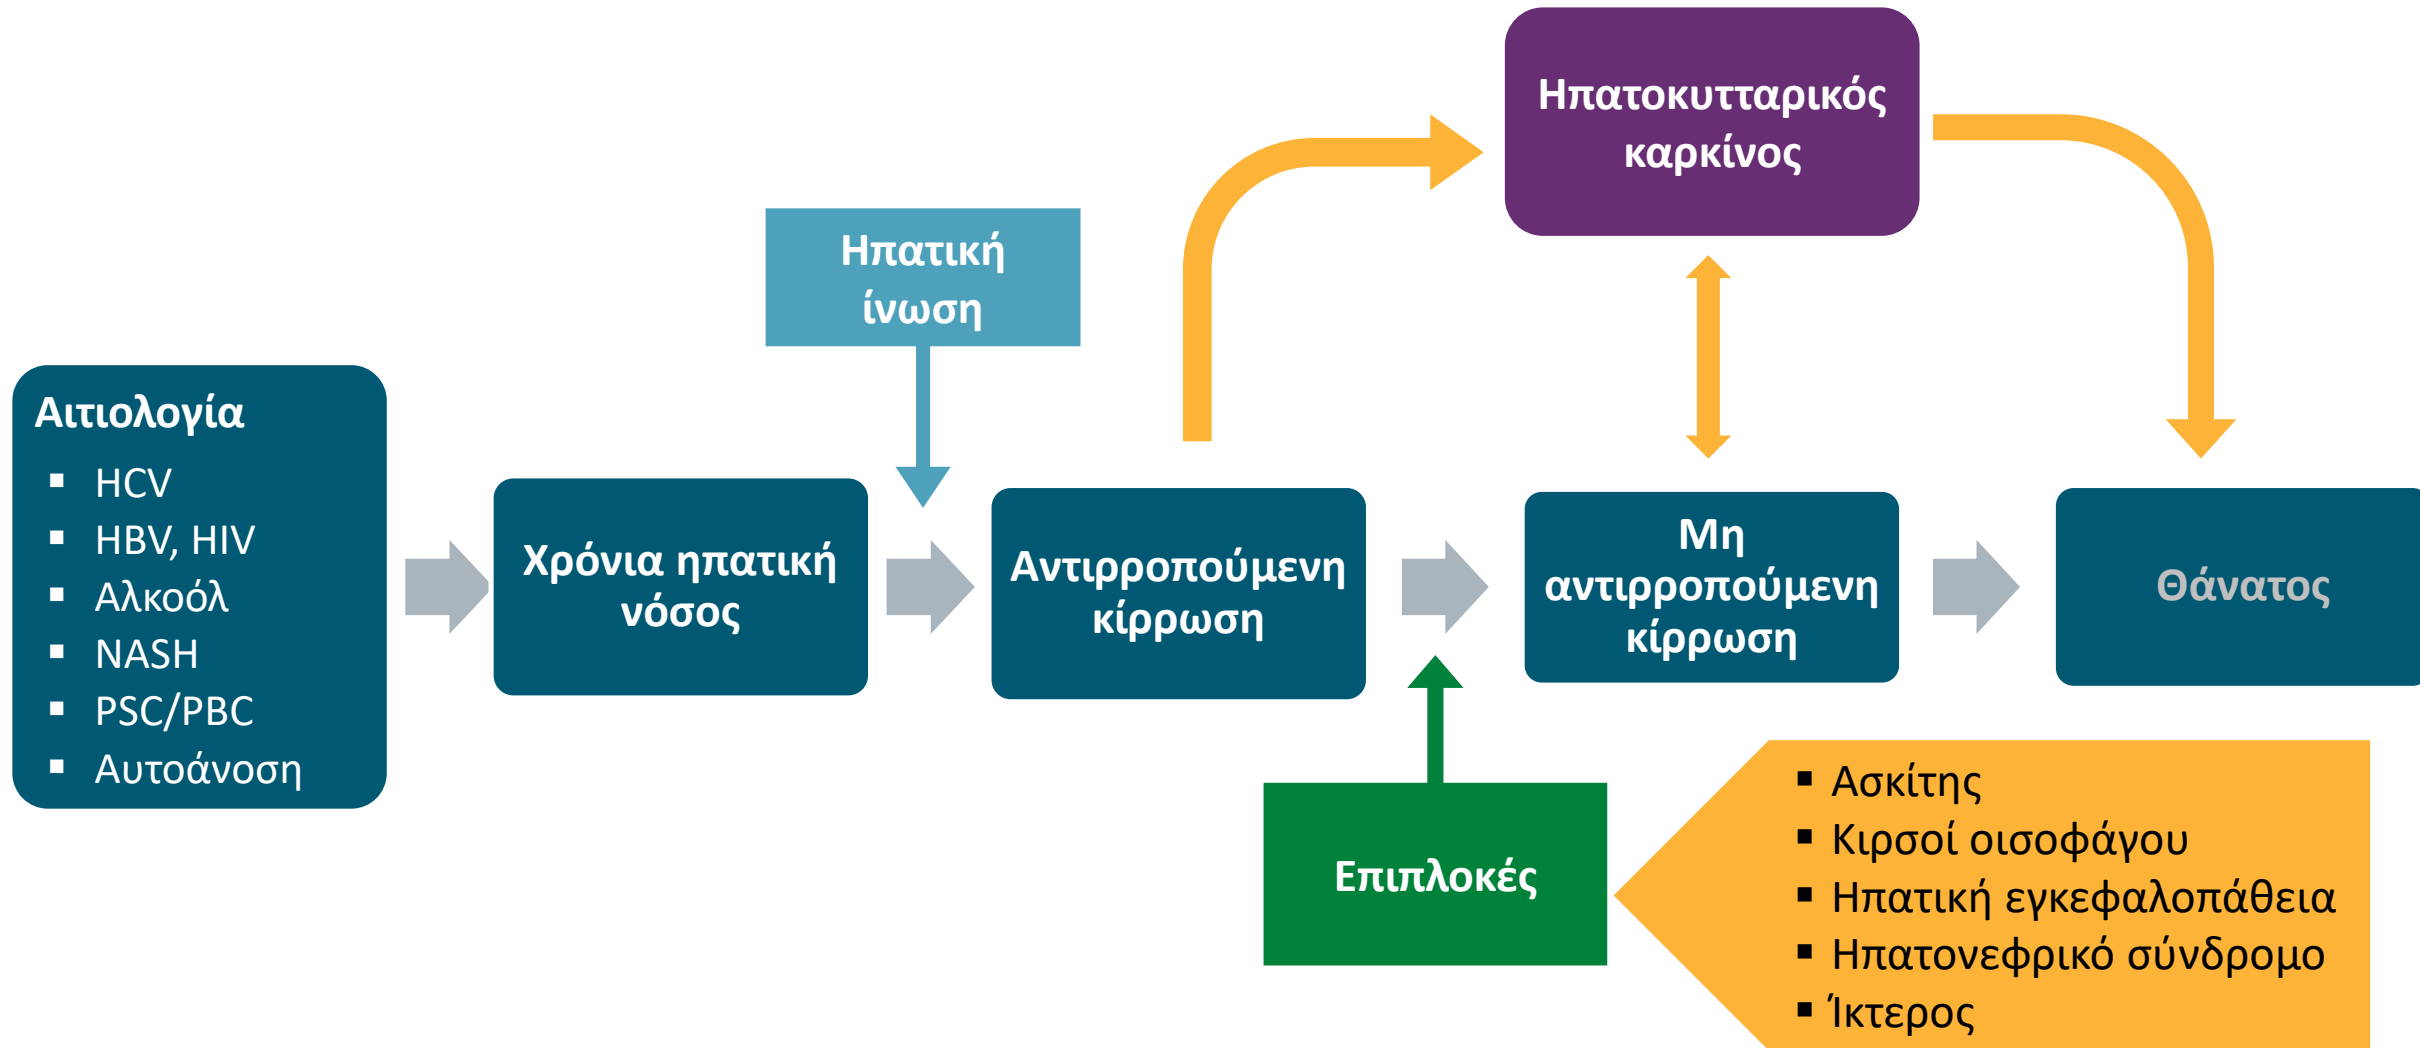 Ηπατοκυτταρικός
καρκίνος
Ηπατική
ίνωση
Αιτιολογία
▪ HCV
▪ HBV, HIV
▪ Αλκοόλ
▪ NASH
▪ PSC/PBC
▪ Αυτοάνοση
Χρόνια ηπατική
νόσος
Αντιρροπούμενη
κίρρωση
Μη
αντιρροπούμενη
κίρρωση
Θάνατος
Επιπλοκές
▪ Ασκίτης
▪ Κιρσοί οισοφάγου
▪ Ηπατική εγκεφαλοπάθεια
▪ Ηπατονεφρικό σύνδρομο
▪ Ίκτερος